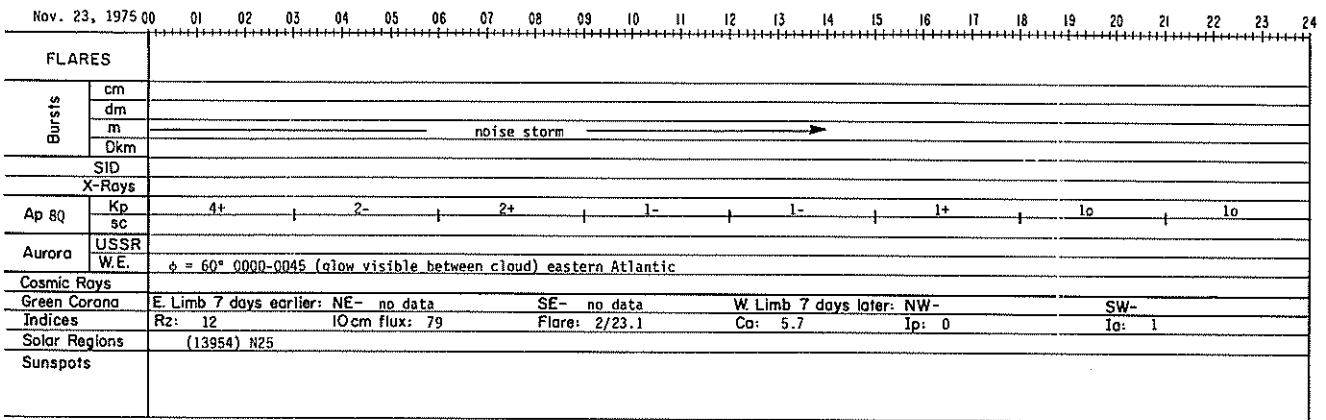 Nov. 23, 1975 00 01 02 03 04 05 06 07 08 09 10 11 12 13 14 15 16 17 18 19 20 21 22 23 24
FLARES
Bursts
cm
dm
m noise storm
Dkm
SID
X-Rays
Ap 8Q
Kp 4+ 2- 2+ 1- 1- 1+ 1o 1o
sc
Aurora
USSR
W.E. ϕ = 60° 0000-0045 (glow visible between cloud) eastern Atlantic
Cosmic Rays
Green Corona E. Limb 7 days earlier: NE- no data SE- no data W. Limb 7 days later: NW- SW-
Indices Rz: 12 10cm flux: 79 Flare: 2/23.1 Ca: 5.7 Ip: 0 Ia: 1
Solar Regions (13954) N25
Sunspots